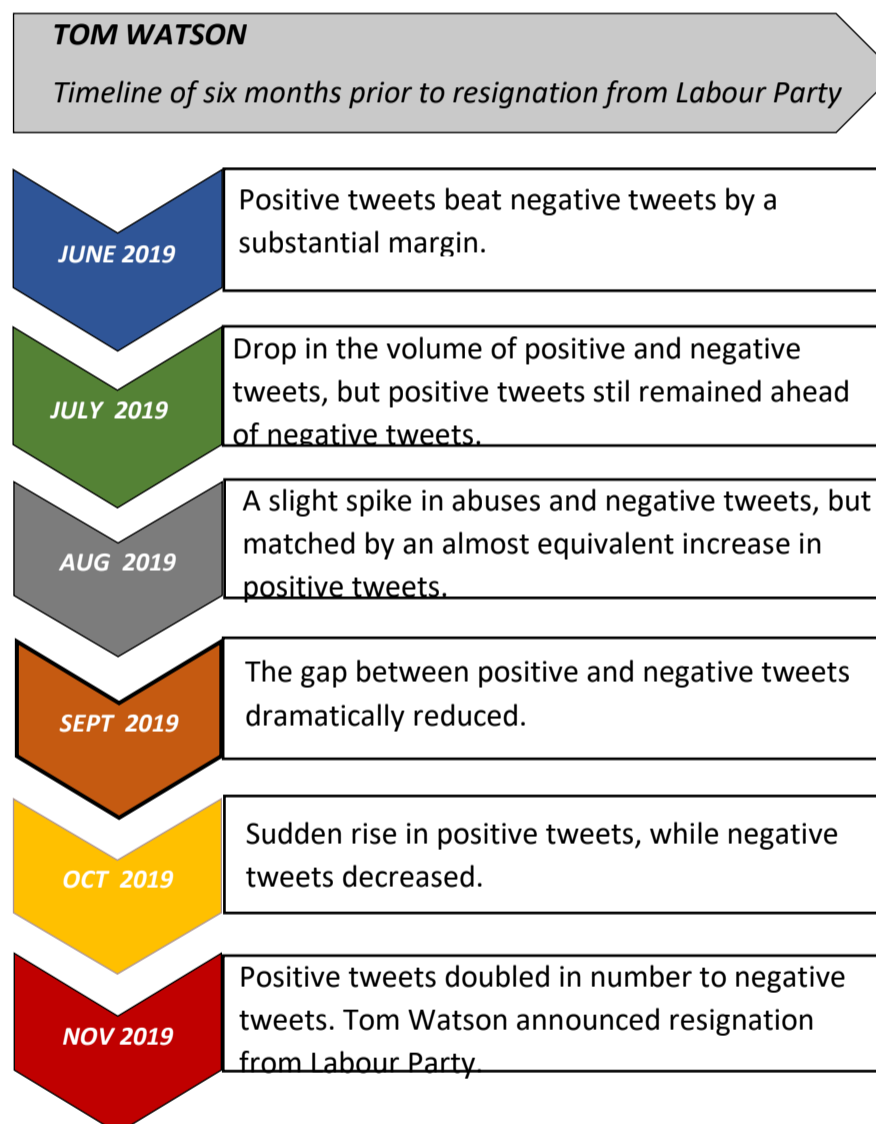 TOM WATSON
Timeline of six months prior to resignation from Labour Party
JUNE 2019
Positive tweets beat negative tweets by a
substantial margin.
JULY 2019
Drop in the volume of positive and negative
tweets, but positive tweets stil remained ahead
of negative tweets.
AUG 2019
A slight spike in abuses and negative tweets, but
matched by an almost equivalent increase in
positive tweets.
SEPT 2019
The gap between positive and negative tweets
dramatically reduced.
OCT 2019
Sudden rise in positive tweets, while negative
tweets decreased.
NOV 2019
Positive tweets doubled in number to negative
tweets. Tom Watson announced resignation
from Labour Party.